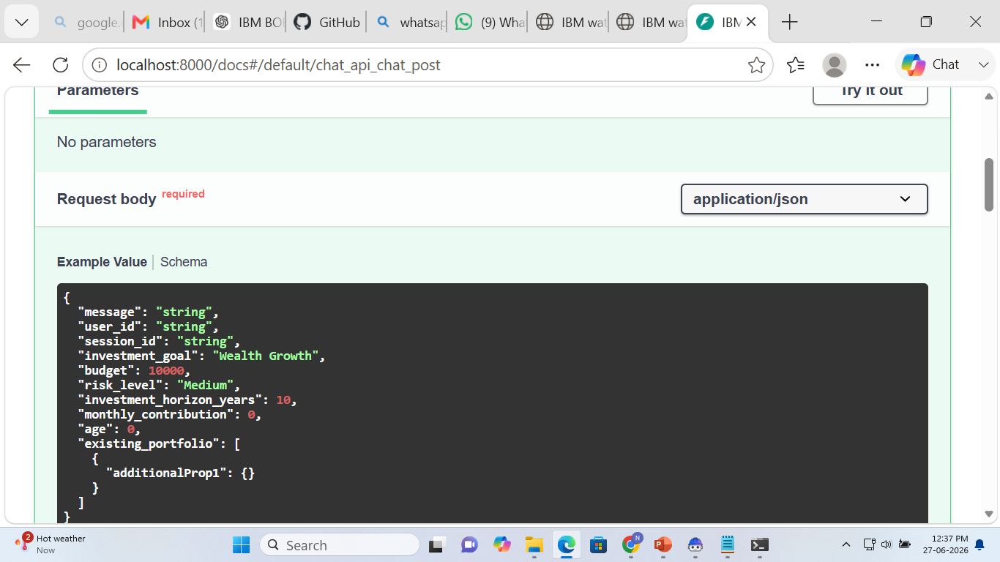 google.
Inbox (1
IBM BO
GitHub
whatsap
(9) Wha
IBM wat
IBM wa
IBM
localhost:8000/docs#/default/chat_api_chat_post
Chat
Parameters
Try it out
No parameters
Request body required
application/json
Example Value
Schema
{
"message": "string",
"user_id": "string",
"session_id": "string",
"investment_goal": "Wealth Growth",
"budget": 10000,
"risk_level": "Medium",
"investment_horizon_years": 10,
"monthly_contribution": 0,
"age": 0,
"existing_portfolio": [
{
"additionalProp1": {}
}
]
}
2
Hot weather
Now
Search
N
12:37 PM
27-06-2026